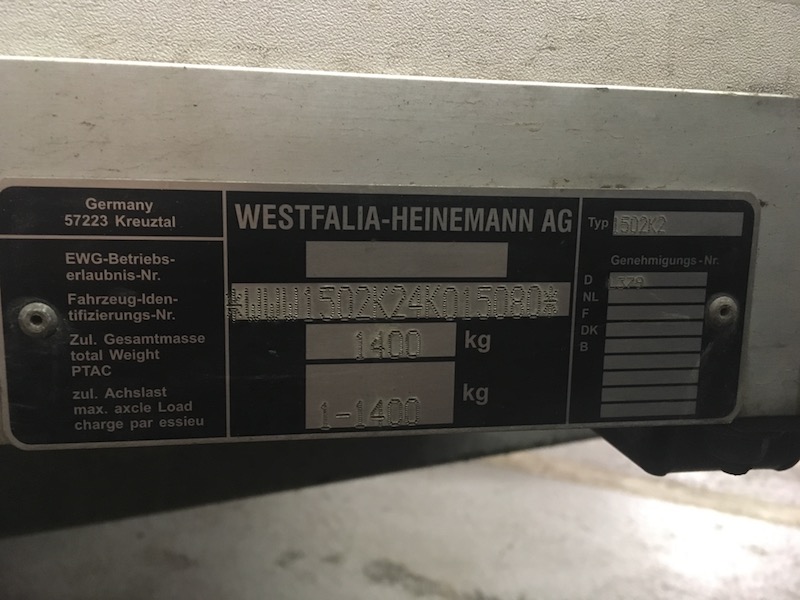 Germany
57223 Kreuztal
EWG-Betriebs-
erlaubnis-Nr.
Fahrzeug-Iden-
tifizierungs-Nr.
Zul. Gesamtmasse
total Weight
PTAC
zul. Achslast
max. axcle Load
charge par essieu
WESTFALIA-HEINEMANN AG
*WWW1502K24K015080*
1400 kg
1-1400 kg
Typ 1502K2
Genehmigungs-Nr.
D L329
NL
F
DK
B